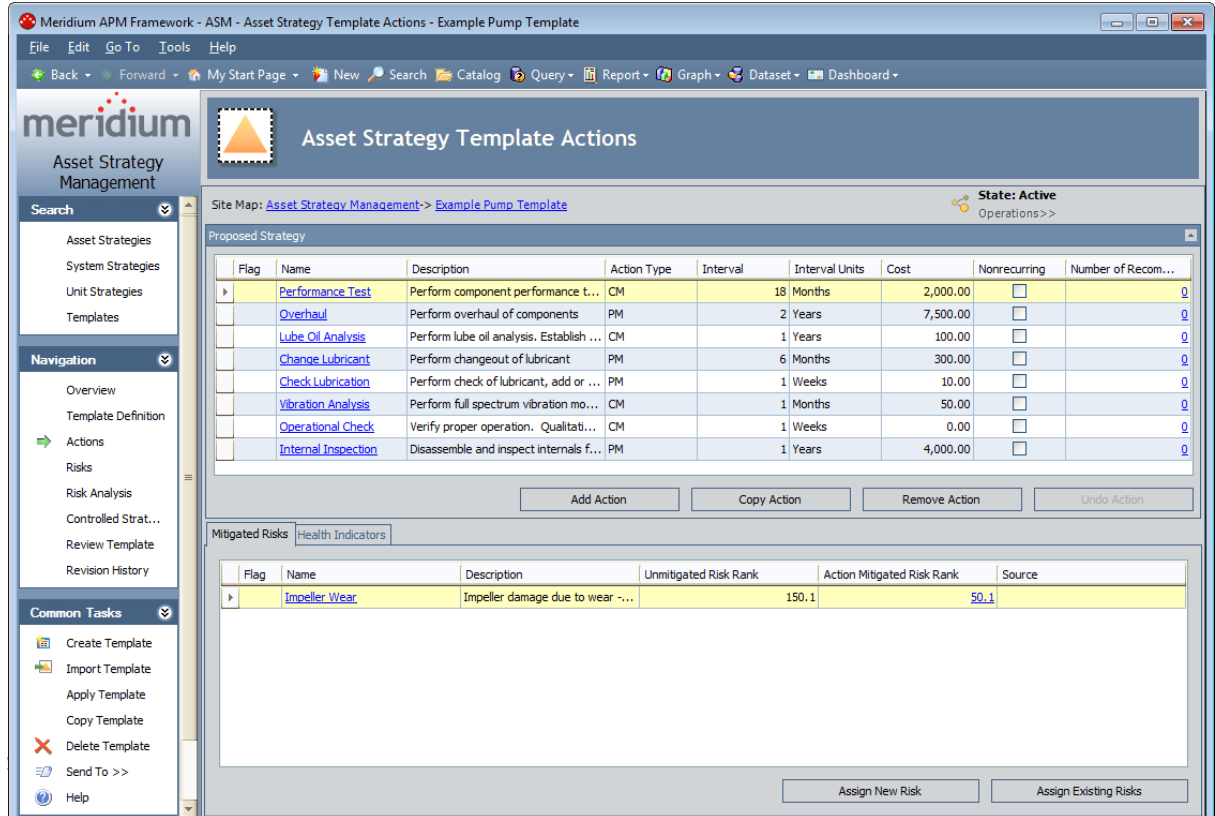 Meridium APM Framework - ASM - Asset Strategy Template Actions - Example Pump Template
File Edit Go To Tools Help
Back Forward My Start Page New Search Catalog Query Report Graph Dataset Dashboard
meridium
Asset Strategy
Management
Search
Asset Strategies
System Strategies
Unit Strategies
Templates
Navigation
Overview
Template Definition
Actions
Risks
Risk Analysis
Controlled Strat...
Review Template
Revision History
Common Tasks
Create Template
Import Template
Apply Template
Copy Template
Delete Template
Send To >>
Help
Asset Strategy Template Actions
Site Map: Asset Strategy Management-> Example Pump Template
State: Active
Operations>>
Proposed Strategy
Flag Name Description Action Type Interval Interval Units Cost Nonrecurring Number of Recom...
Performance Test Perform component performance t... CM 18 Months 2,000.00 0
Overhaul Perform overhaul of components PM 2 Years 7,500.00 0
Lube Oil Analysis Perform lube oil analysis. Establish ... CM 1 Years 100.00 0
Change Lubricant Perform changeout of lubricant PM 6 Months 300.00 0
Check Lubrication Perform check of lubricant, add or ... PM 1 Weeks 10.00 0
Vibration Analysis Perform full spectrum vibration mo... CM 1 Months 50.00 0
Operational Check Verify proper operation. Qualitati... CM 1 Weeks 0.00 0
Internal Inspection Disassemble and inspect internals f... PM 1 Years 4,000.00 0
Add Action Copy Action Remove Action Undo Action
Mitigated Risks Health Indicators
Flag Name Description Unmitigated Risk Rank Action Mitigated Risk Rank Source
Impeller Wear Impeller damage due to wear -... 150.1 50.1
Assign New Risk Assign Existing Risks